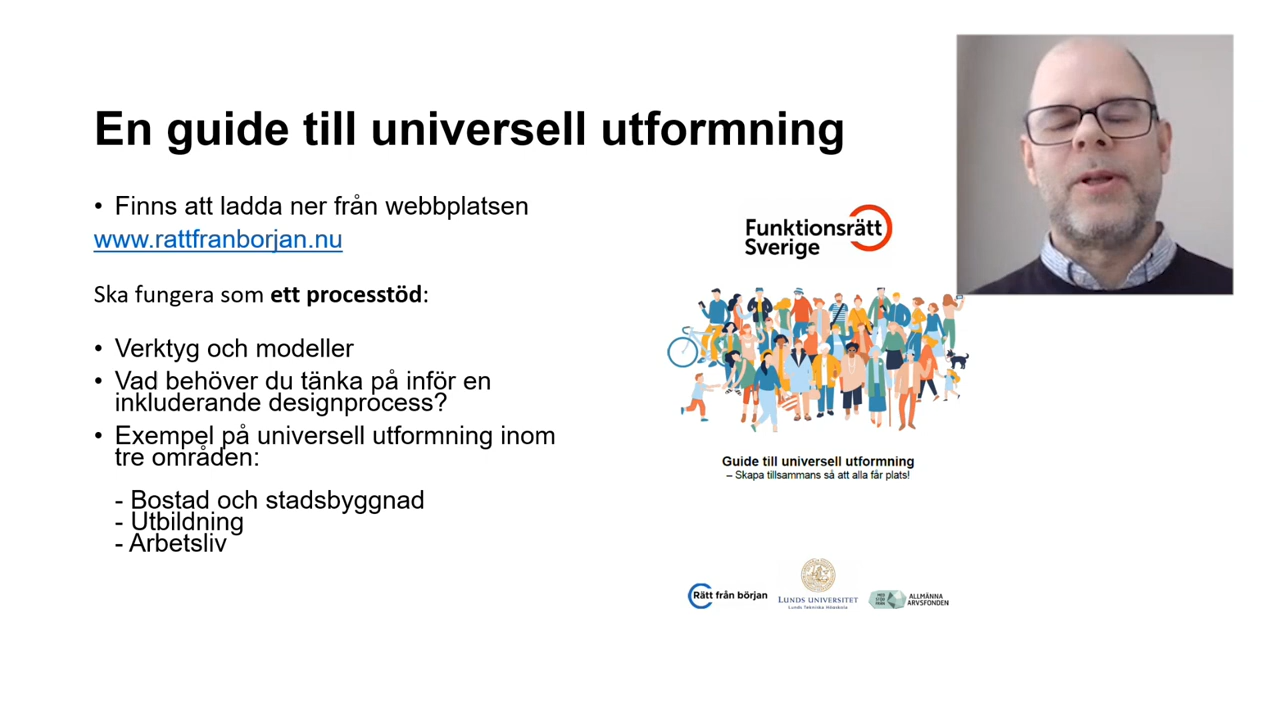 En guide till universell utformning
• Finns att ladda ner från webbplatsen
www.rattfranborjan.nu
Ska fungera som ett processtöd:
• Verktyg och modeller
• Vad behöver du tänka på inför en
inkluderande designprocess?
• Exempel på universell utformning inom
tre områden:
- Bostad och stadsbyggnad
- Utbildning
- Arbetsliv
Funktionsrätt
Sverige
Guide till universell utformning
– Skapa tillsammans så att alla får plats!
Rätt från början
LUNDS UNIVERSITET
Lunds Tekniska Högskola
ALLMÄNNA
ARVSFONDEN